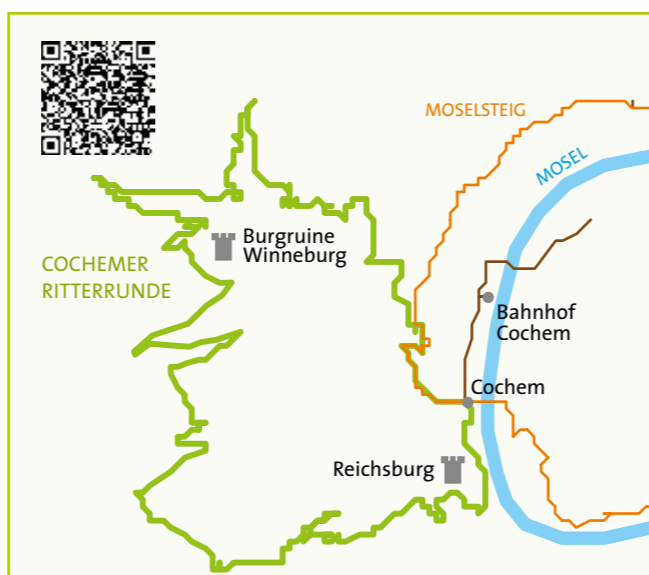 MOSELSTEIG
MOSEL
Burgruine
Winneburg
COCHEMER
RITTERRUNDE
Bahnhof
Cochem
Cochem
Reichsburg